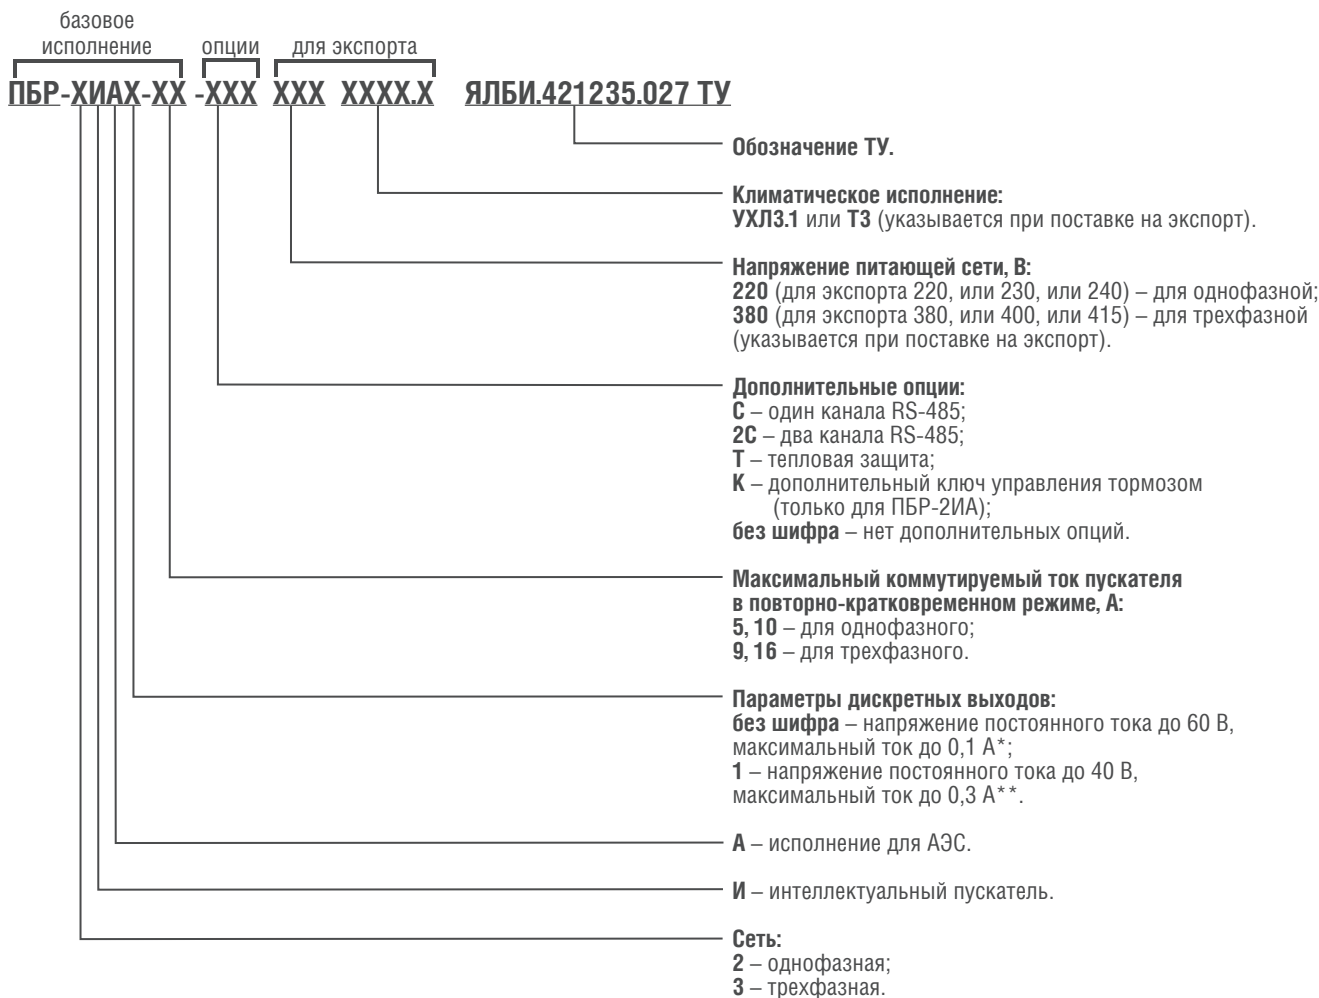 базовое
исполнение опции для экспорта
ПБР-ХИАХ-ХХ -ХХХ ХХХ ХХХХ.Х ЯЛБИ.421235.027 ТУ
Обозначение ТУ.
Климатическое исполнение:
УХЛ3.1 или Т3 (указывается при поставке на экспорт).
Напряжение питающей сети, В:
220 (для экспорта 220, или 230, или 240) – для однофазной;
380 (для экспорта 380, или 400, или 415) – для трехфазной
(указывается при поставке на экспорт).
Дополнительные опции:
С – один канала RS-485;
2С – два канала RS-485;
Т – тепловая защита;
К – дополнительный ключ управления тормозом
(только для ПБР-2ИА);
без шифра – нет дополнительных опций.
Максимальный коммутируемый ток пускателя
в повторно-кратковременном режиме, А:
5, 10 – для однофазного;
9, 16 – для трехфазного.
Параметры дискретных выходов:
без шифра – напряжение постоянного тока до 60 В,
максимальный ток до 0,1 А*;
1 – напряжение постоянного тока до 40 В,
максимальный ток до 0,3 А**.
А – исполнение для АЭС.
И – интеллектуальный пускатель.
Сеть:
2 – однофазная;
3 – трехфазная.